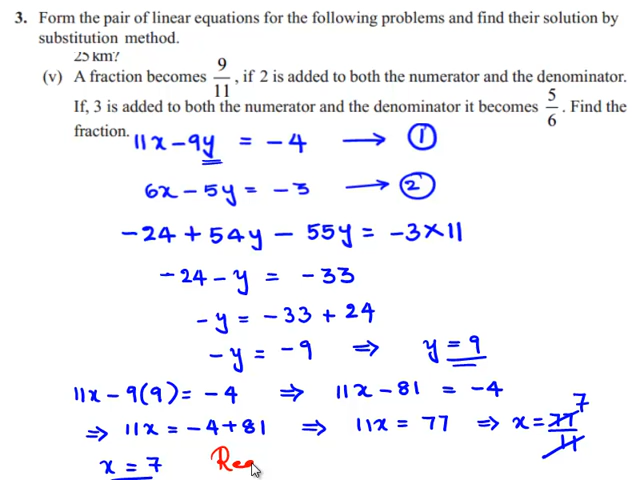 3. Form the pair of linear equations for the following problems and find their solution by
substitution method.
25 km?
(v) A fraction becomes 9/11, if 2 is added to both the numerator and the denominator.
If, 3 is added to both the numerator and the denominator it becomes 5/6. Find the
fraction.
11x - 9y = -4 → ①
6x - 5y = -3 → ②
-24 + 54y - 55y = -3 × 11
-24 - y = -33
-y = -33 + 24
-y = -9 ⇒ y = 9
11x - 9(9) = -4 ⇒ 11x - 81 = -4
⇒ 11x = -4 + 81 ⇒ 11x = 77 ⇒ x = 77/11 7
x = 7 Req